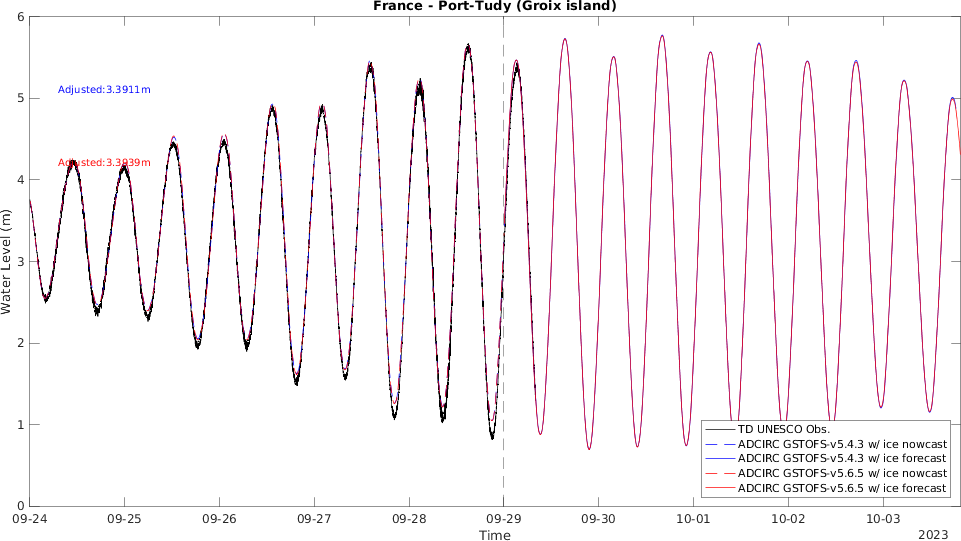 France - Port-Tudy (Groix island)
6
5
4
3
2
1
0
Water Level (m)
Adjusted:3.3911m
Adjusted:3.3939m
TD UNESCO Obs.
ADCIRC GSTOFS-v5.4.3 w/ ice nowcast
ADCIRC GSTOFS-v5.4.3 w/ ice forecast
ADCIRC GSTOFS-v5.6.5 w/ ice nowcast
ADCIRC GSTOFS-v5.6.5 w/ ice forecast
09-24 09-25 09-26 09-27 09-28 09-29 09-30 10-01 10-02 10-03
Time
2023